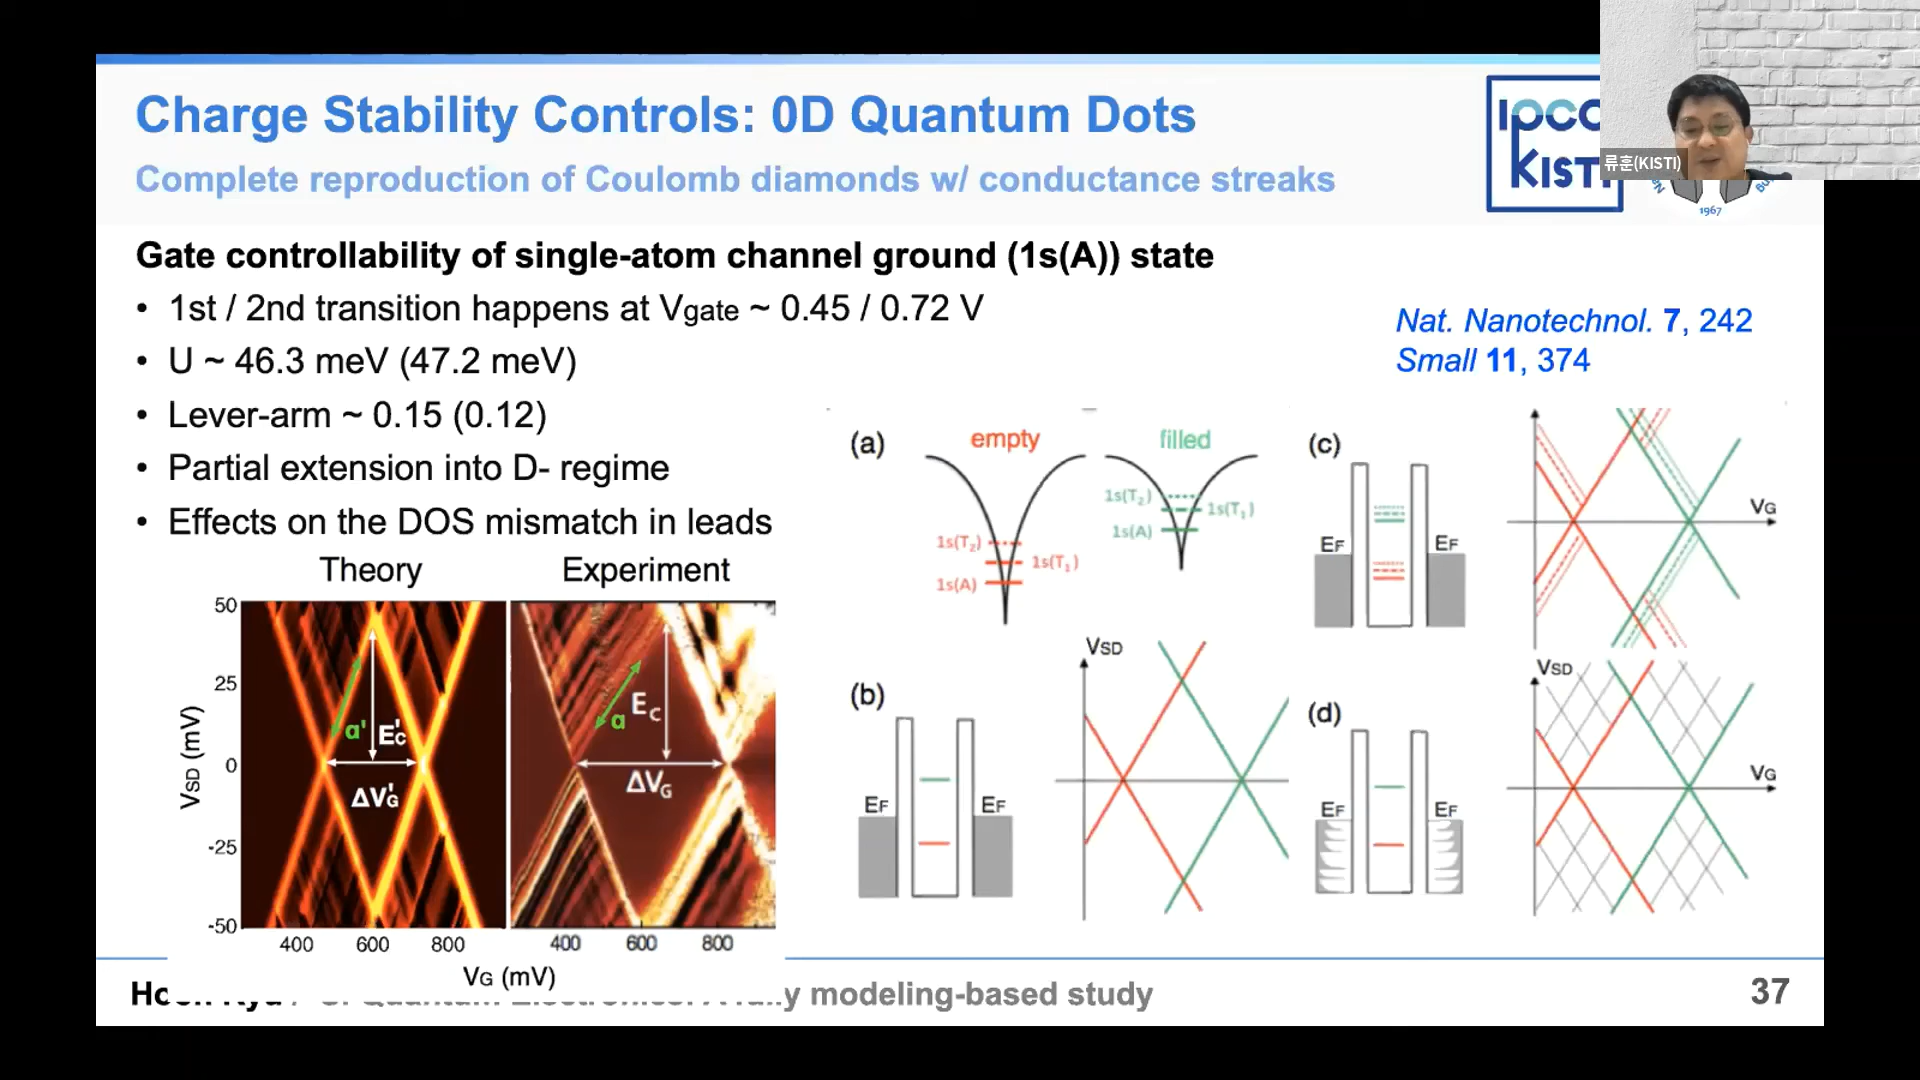 Charge Stability Controls: 0D Quantum Dots
Complete reproduction of Coulomb diamonds w/ conductance streaks
류훈(KISTI)
KISTI
1967
Gate controllability of single-atom channel ground (1s(A)) state
• 1st / 2nd transition happens at Vgate ~ 0.45 / 0.72 V
• U ~ 46.3 meV (47.2 meV)
• Lever-arm ~ 0.15 (0.12)
• Partial extension into D- regime
• Effects on the DOS mismatch in leads
Nat. Nanotechnol. 7, 242
Small 11, 374
Theory
Experiment
50
25
0
-25
-50
VSD (mV)
α'
E'C
ΔV'G
400 600 800
α
EC
ΔVG
400 600 800
VG (mV)
(a)
empty
filled
1s(T2)
1s(T1)
1s(A)
1s(T2)
1s(T1)
1s(A)
(b)
EF
EF
VSD
(c)
EF
EF
VG
(d)
EF
EF
VSD
VG
modeling-based study
37